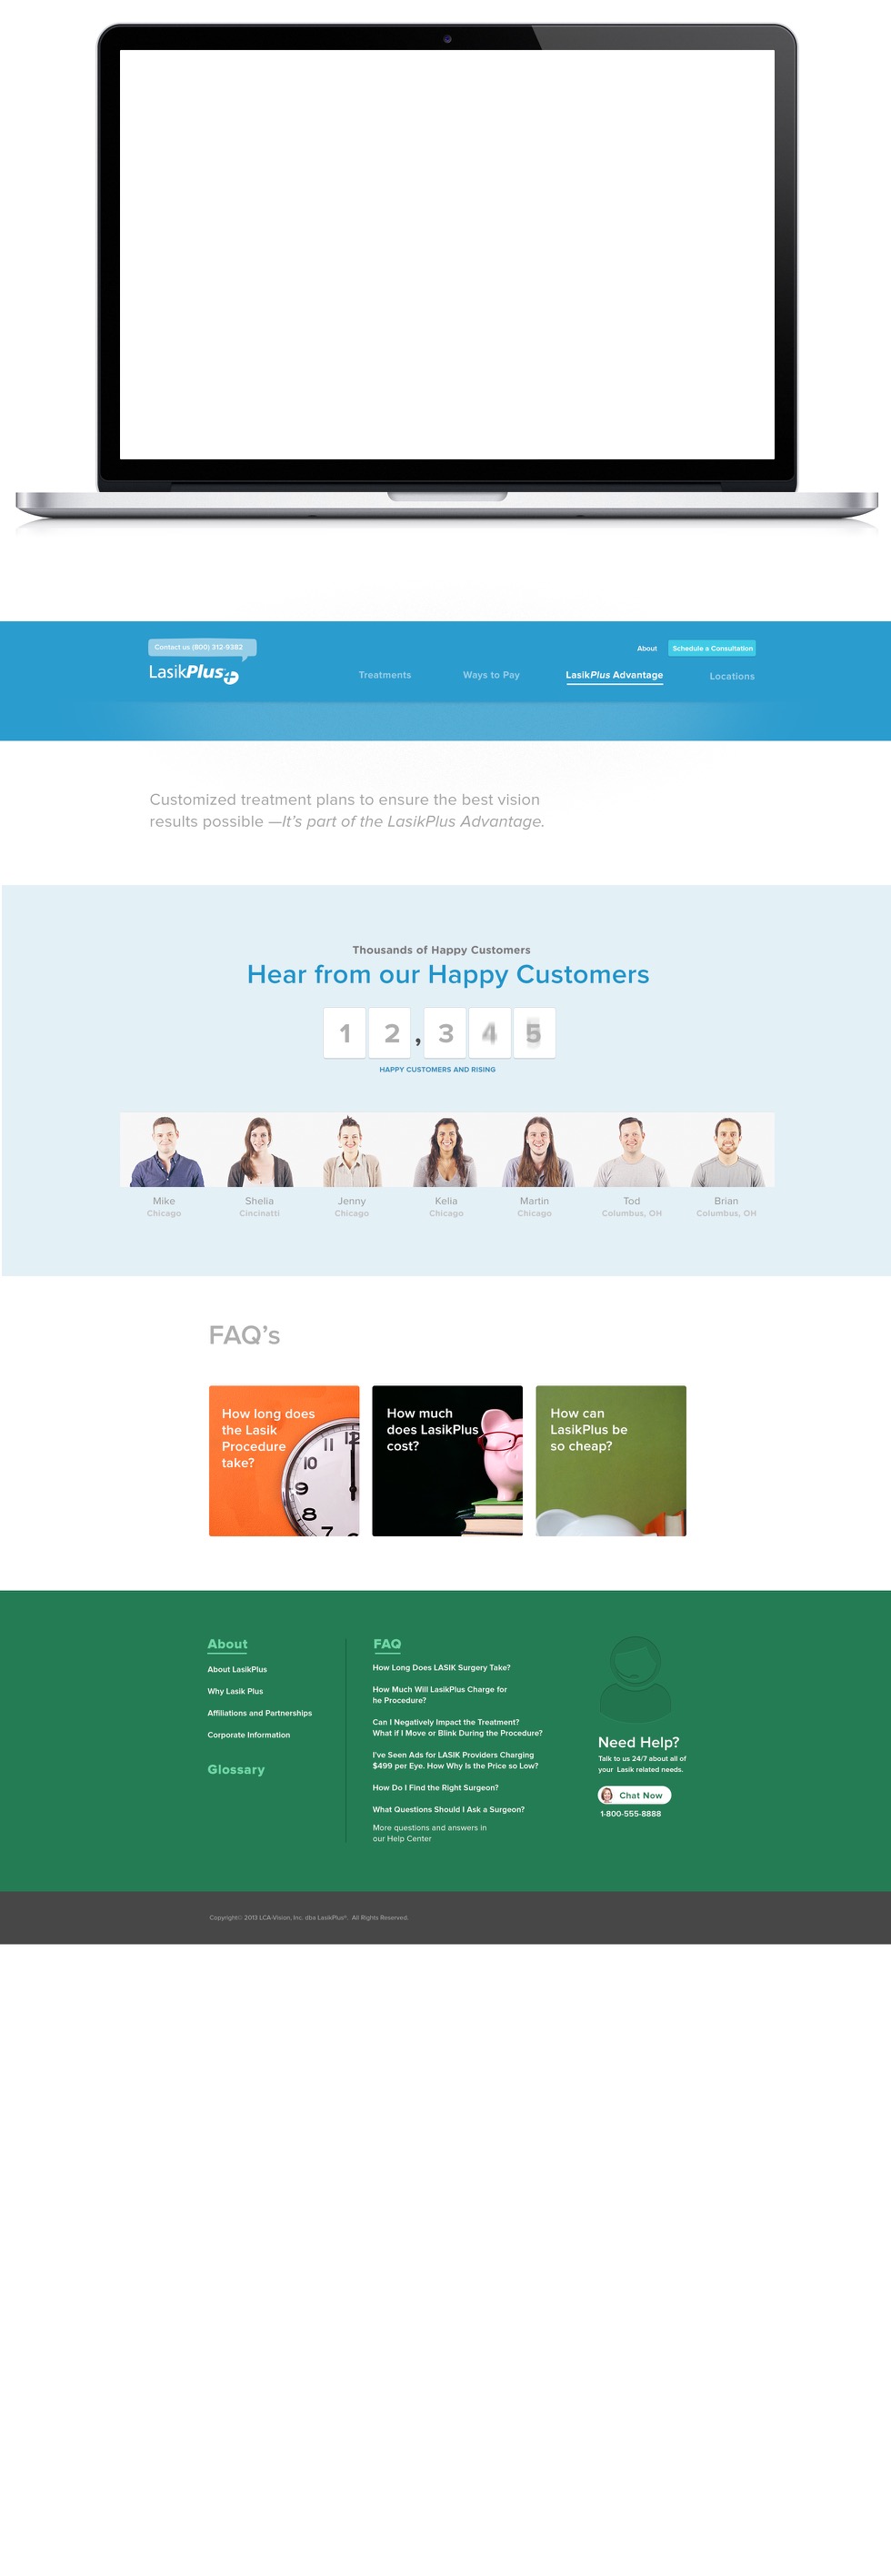 Contact us (800) 312-9382
About
Schedule a Consultation
LasikPlus
Treatments
Ways to Pay
LasikPlus Advantage
Locations
Customized treatment plans to ensure the best vision
results possible —It's part of the LasikPlus Advantage.
Thousands of Happy Customers
Hear from our Happy Customers
1 2 , 3 4 5
HAPPY CUSTOMERS AND RISING
Mike
Chicago
Shelia
Cincinatti
Jenny
Chicago
Kelia
Chicago
Martin
Chicago
Tod
Columbus, OH
Brian
Columbus, OH
FAQ's
How long does
the Lasik
Procedure
take?
11 12
10
9
8
7 6
How much
does LasikPlus
cost?
How can
LasikPlus be
so cheap?
About
About LasikPlus
Why Lasik Plus
Affiliations and Partnerships
Corporate Information
Glossary
FAQ
How Long Does LASIK Surgery Take?
How Much Will LasikPlus Charge for
he Procedure?
Can I Negatively Impact the Treatment?
What if I Move or Blink During the Procedure?
I've Seen Ads for LASIK Providers Charging
$499 per Eye. How Why Is the Price so Low?
How Do I Find the Right Surgeon?
What Questions Should I Ask a Surgeon?
More questions and answers in
our Help Center
Need Help?
Talk to us 24/7 about all of
your Lasik related needs.
Chat Now
1-800-555-8888
Copyright© 2013 LCA-Vision, Inc. dba LasikPlus®. All Rights Reserved.